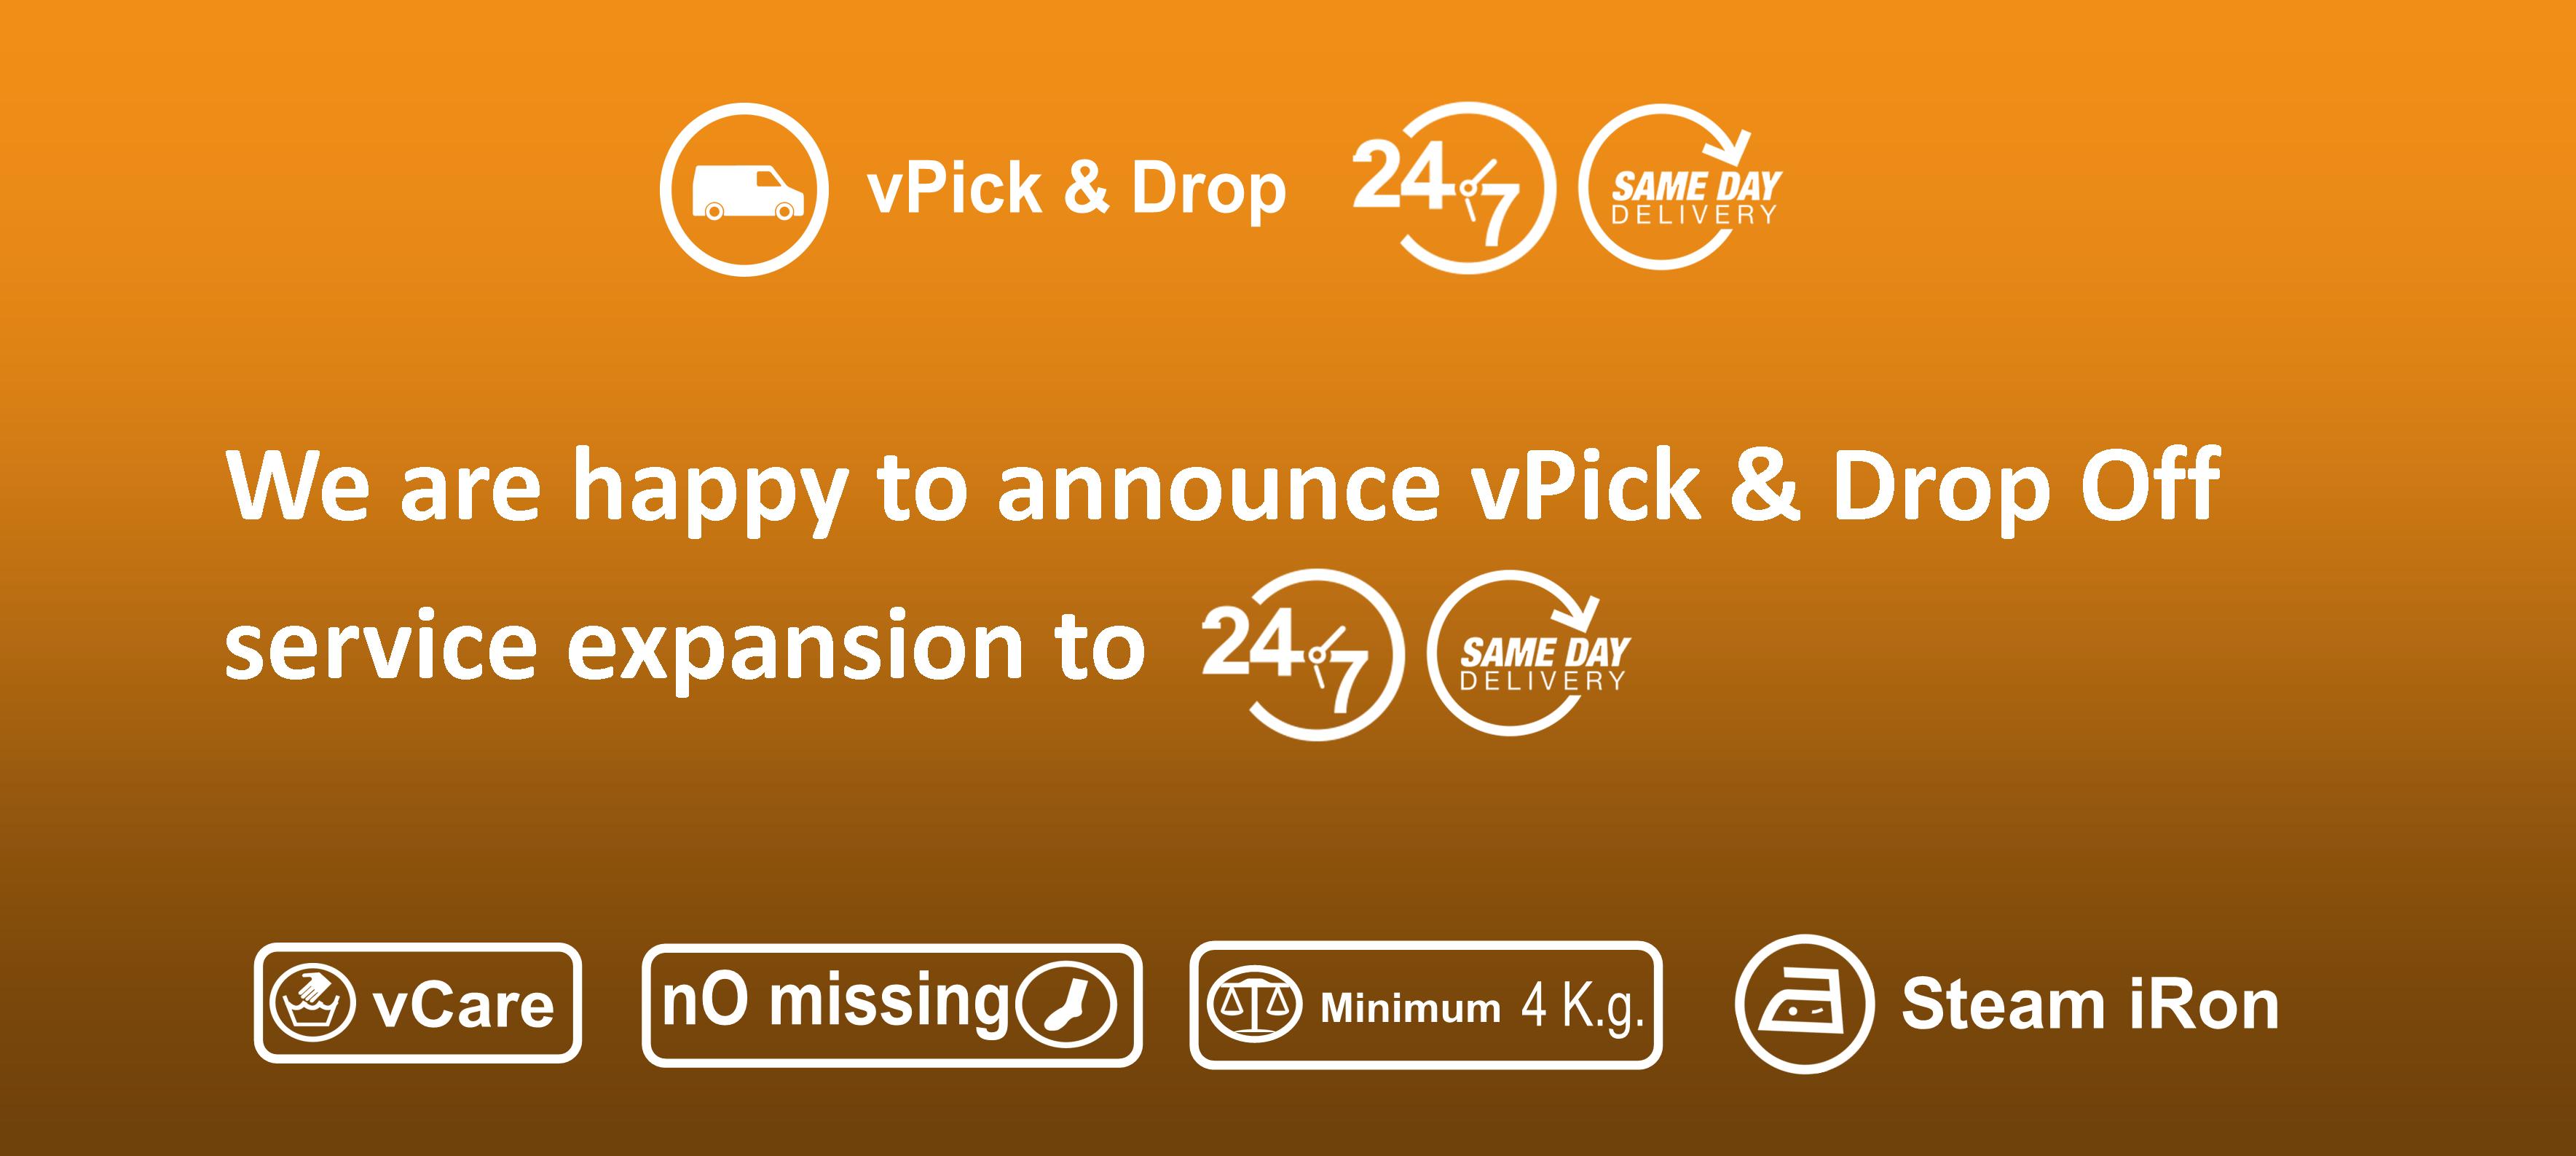 vPick & Drop 24 7 SAME DAY
DELIVERY
We are happy to announce vPick & Drop Off
service expansion to 24 7 SAME DAY
DELIVERY
vCare nO missing Minimum 4 K.g. Steam iRon